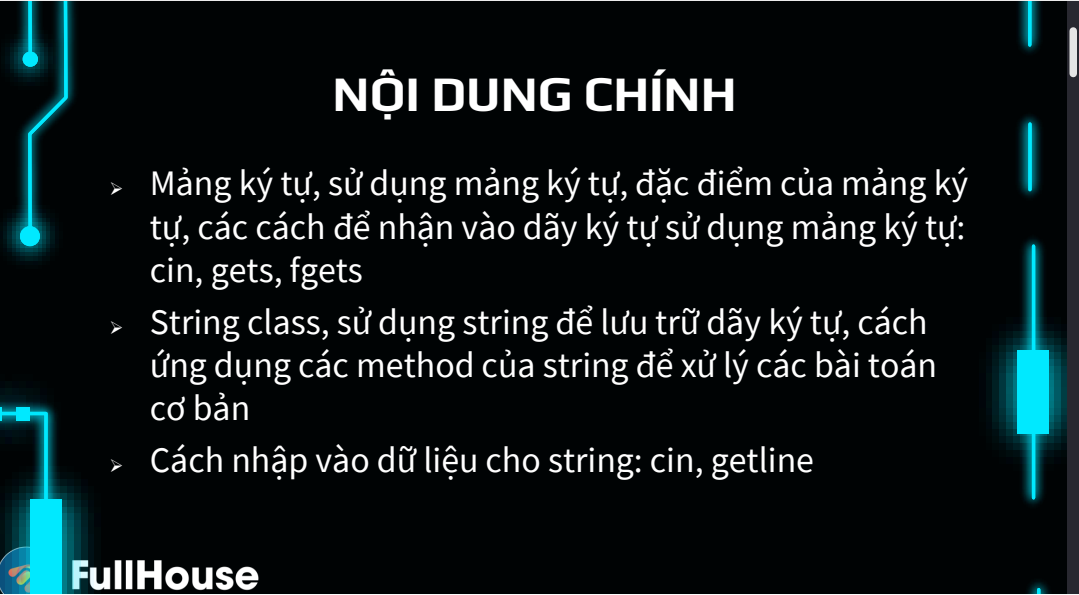 NỘI DUNG CHÍNH
Mảng ký tự, sử dụng mảng ký tự, đặc điểm của mảng ký
tự, các cách để nhận vào dãy ký tự sử dụng mảng ký tự:
cin, gets, fgets
String class, sử dụng string để lưu trữ dãy ký tự, cách
ứng dụng các method của string để xử lý các bài toán
cơ bản
Cách nhập vào dữ liệu cho string: cin, getline
FullHouse